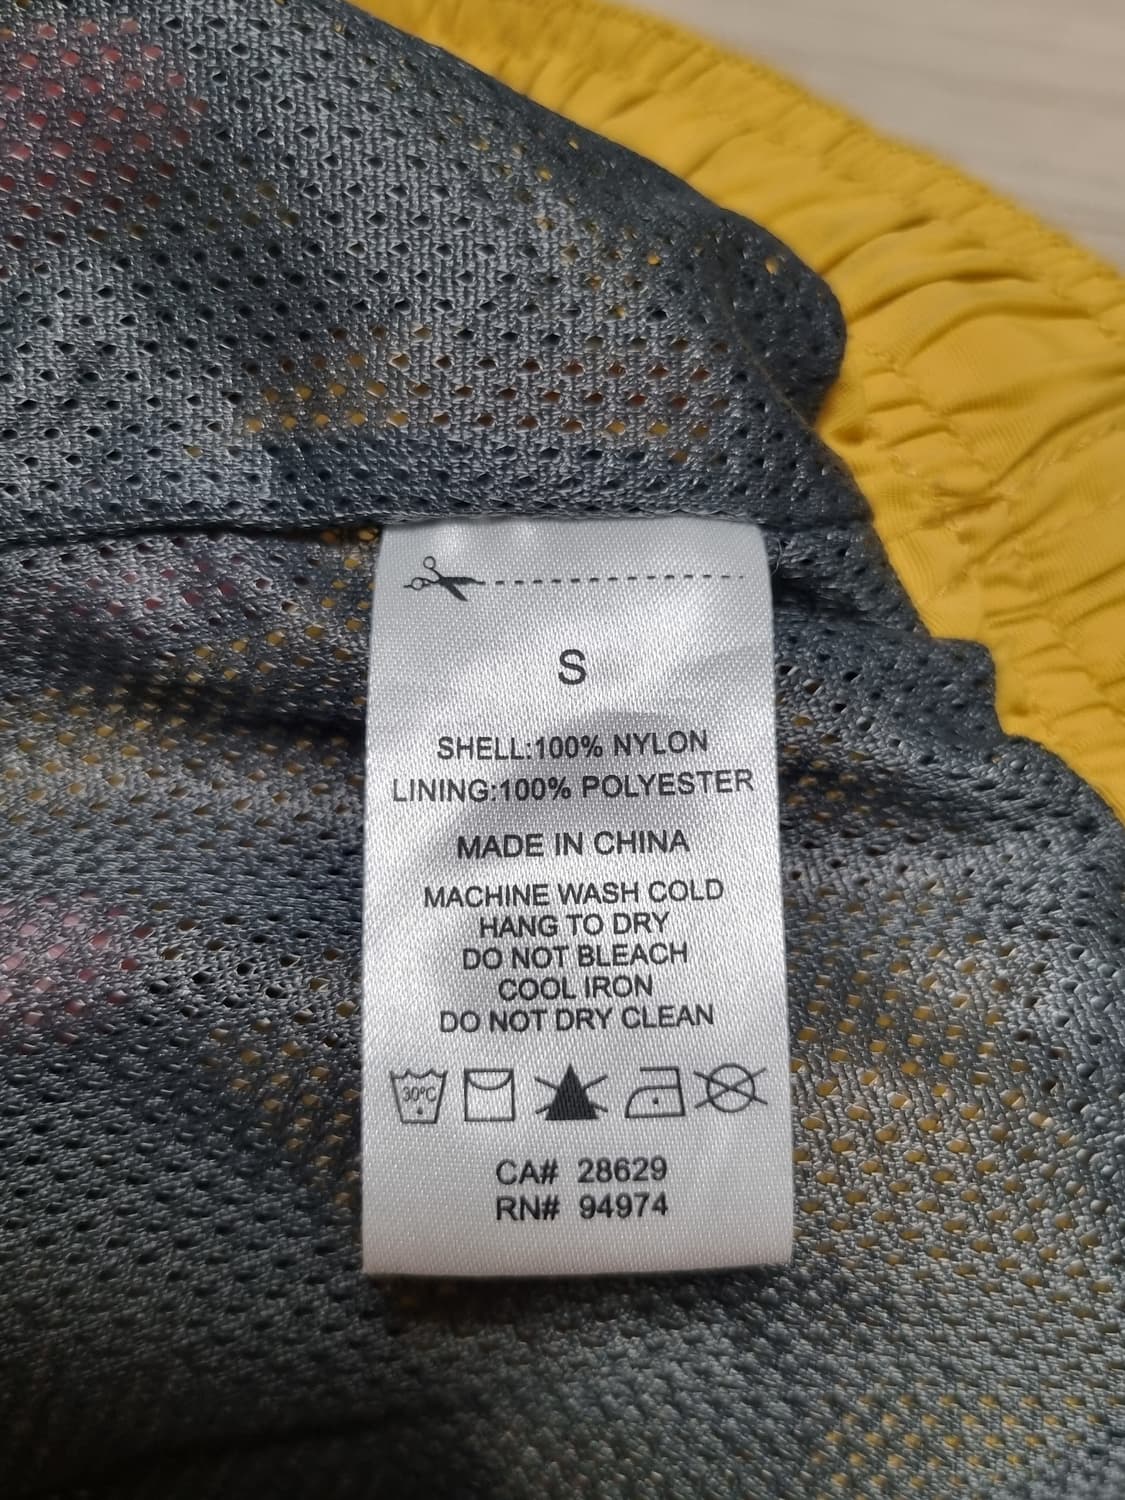 S
SHELL:100% NYLON
LINING:100% POLYESTER
MADE IN CHINA
MACHINE WASH COLD
HANG TO DRY
DO NOT BLEACH
COOL IRON
DO NOT DRY CLEAN
30°C
CA# 28629
RN# 94974